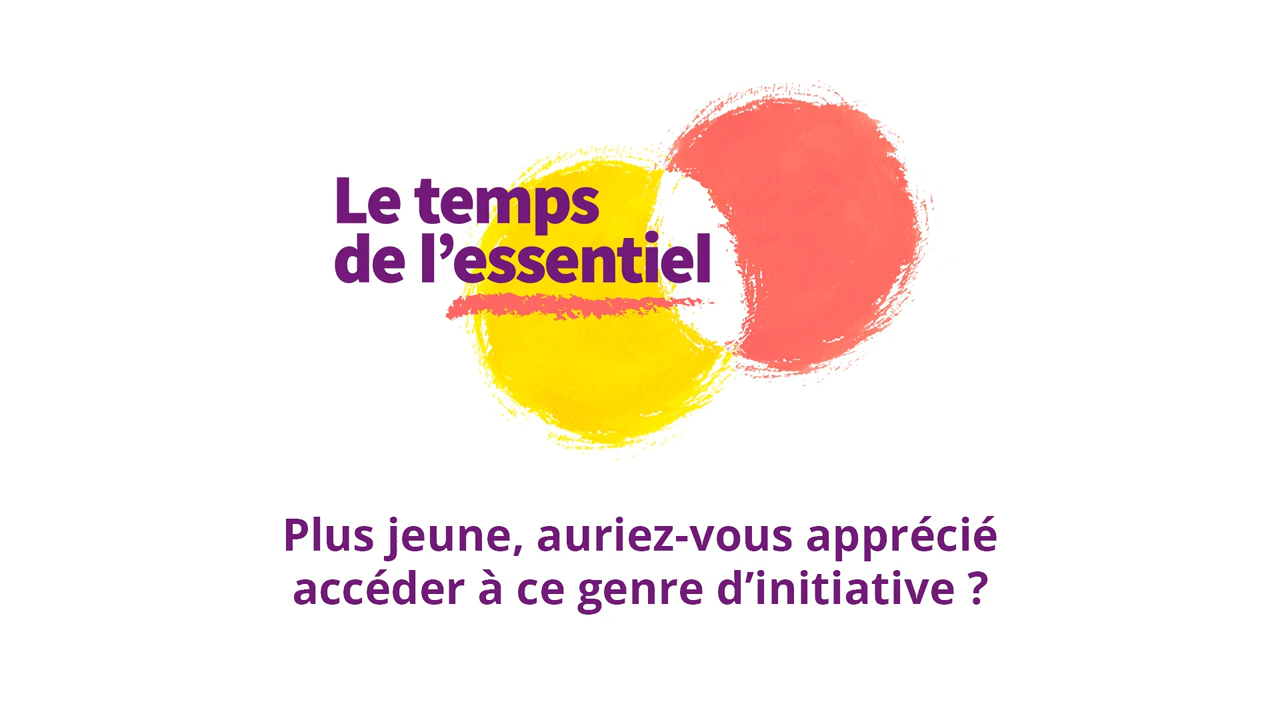 Le temps
de l’essentiel
Plus jeune, auriez-vous apprécié
accéder à ce genre d’initiative ?